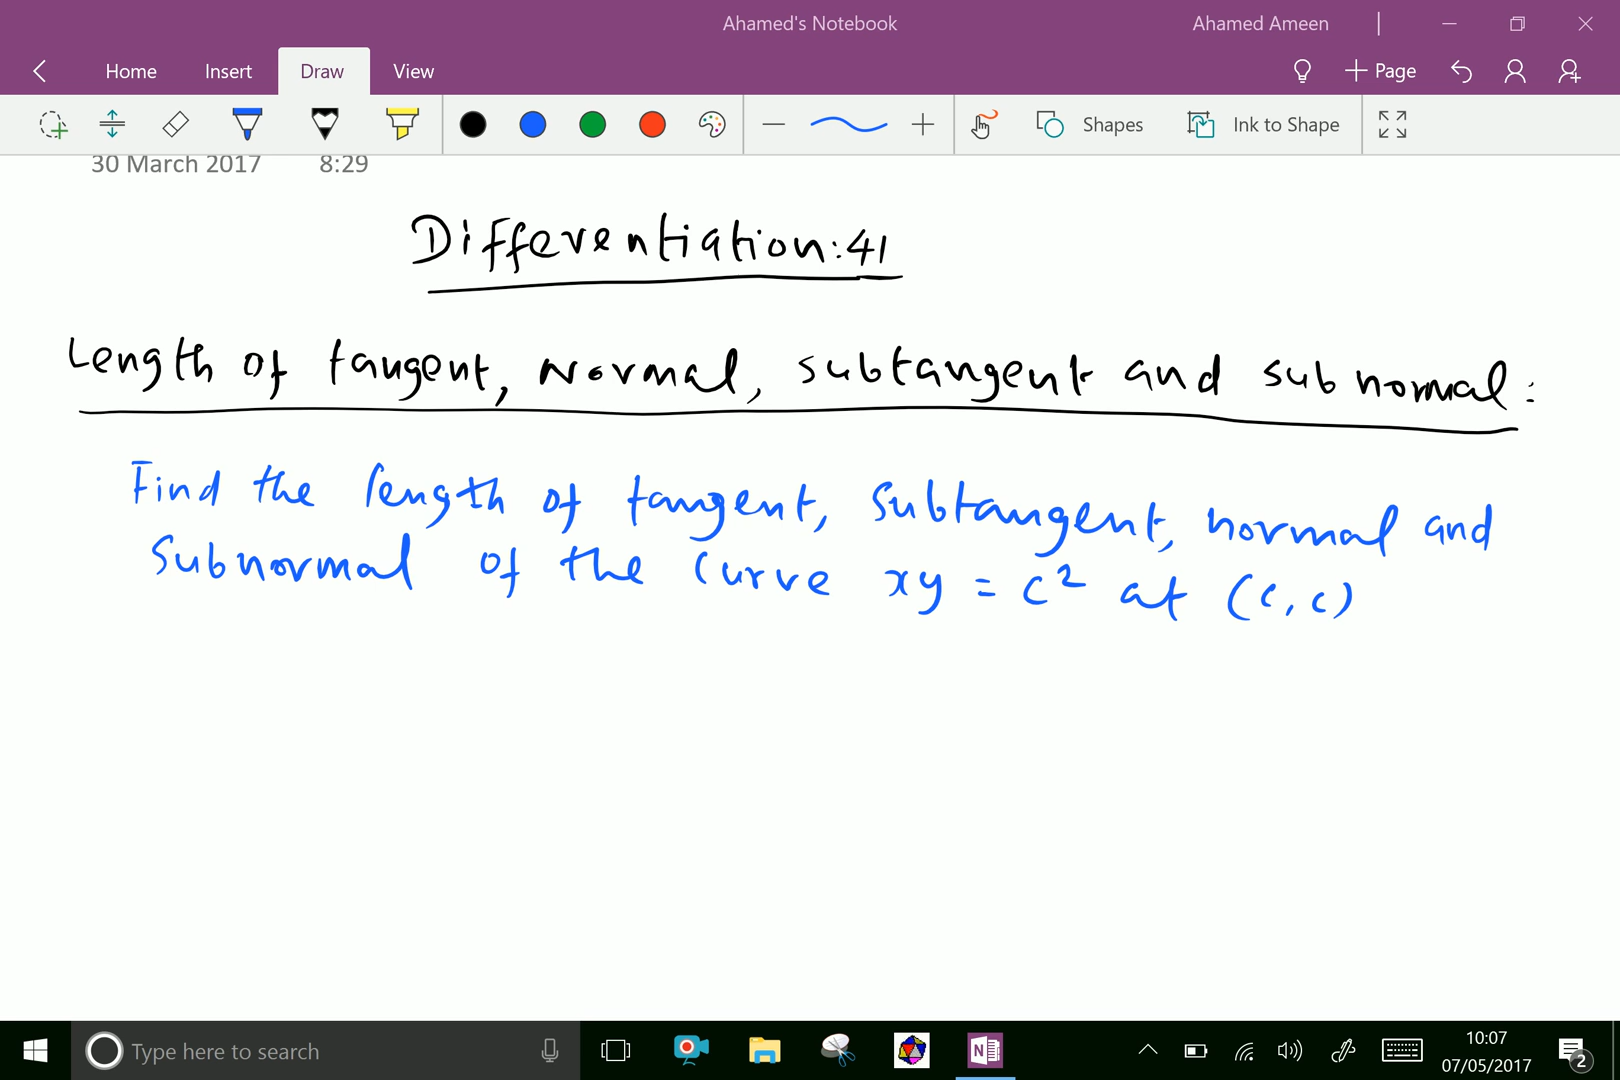 Ahamed's Notebook
Ahamed Ameen
Home Insert Draw View
Page
Shapes Ink to Shape
30 March 2017 8:29
Differentiation:41
Length of tangent, Normal, subtangent and subnormal:
Find the length of tangent, subtangent, normal and
subnormal of the curve xy = c² at (c,c)
Type here to search
10:07
07/05/2017
2